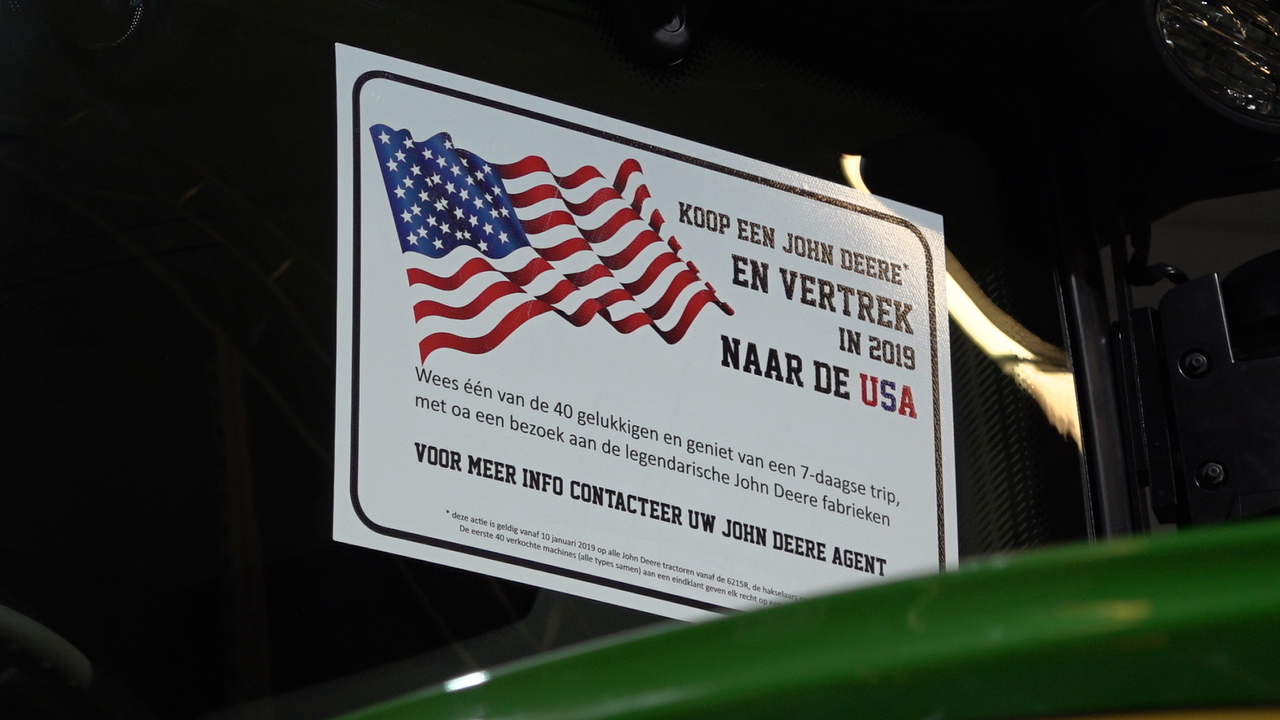 KOOP EEN JOHN DEERE*
EN VERTREK
IN 2019
NAAR DE USA
Wees één van de 40 gelukkigen en geniet van een 7-daagse trip,
met oa een bezoek aan de legendarische John Deere fabrieken
VOOR MEER INFO CONTACTEER UW JOHN DEERE AGENT
* deze actie is geldig vanaf 10 januari 2019 op alle John Deere tractoren vanaf de 6215R, de hakselaars
De eerste 40 verkochte machines (alle types samen) aan een eindklant geven elk recht op